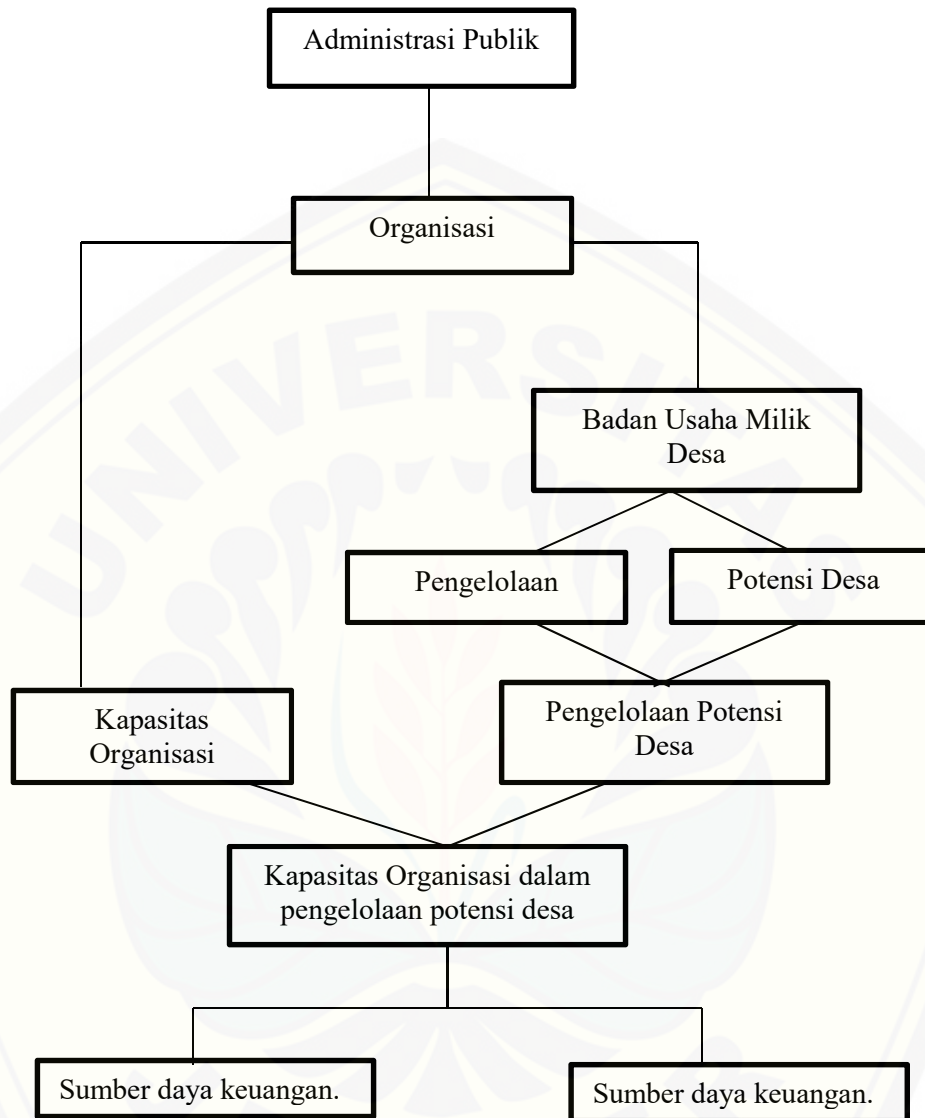 Administrasi Publik
Organisasi
Badan Usaha Milik
Desa
Pengelolaan
Potensi Desa
Kapasitas
Organisasi
Pengelolaan Potensi
Desa
Kapasitas Organisasi dalam
pengelolaan potensi desa
Sumber daya keuangan.
Sumber daya keuangan.
UNIVERSITAS